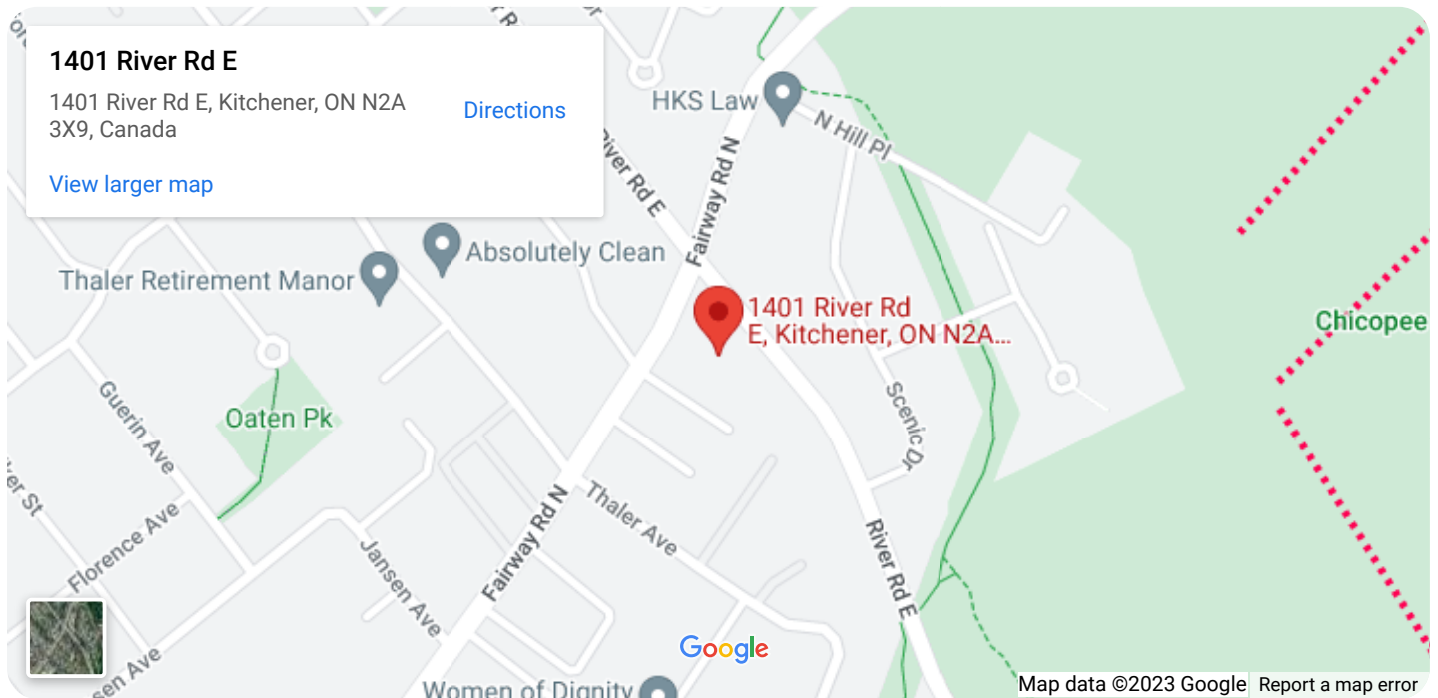 1401 River Rd E
1401 River Rd E, Kitchener, ON N2A
3X9, Canada
Directions
View larger map
HKS Law
N Hill Pl
River Rd E
Fairway Rd N
Absolutely Clean
Thaler Retirement Manor
1401 River Rd
E, Kitchener, ON N2A...
Chicopee
Guerin Ave
Oaten Pk
Scenic Dr
Fairway Rd N
Thaler Ave
Florence Ave
Jansen Ave
River Rd E
Google
Women of Dignity
Map data ©2023 Google
Report a map error